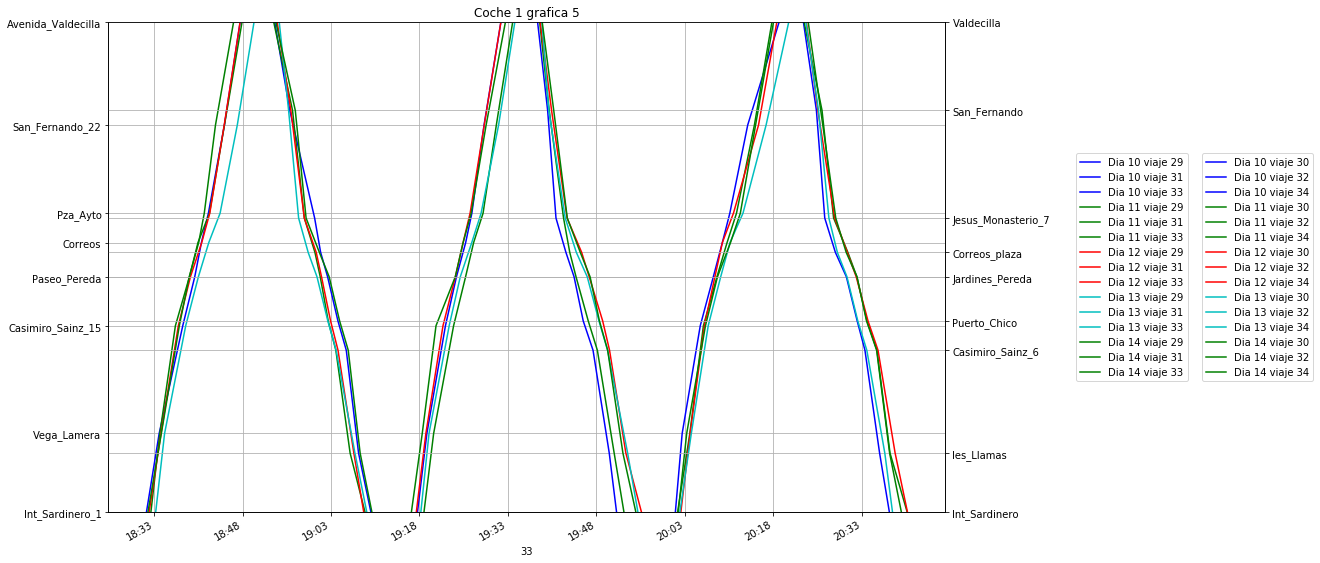 Coche 1 grafica 5
Avenida_Valdecilla
San_Fernando_22
Pza_Ayto
Correos
Paseo_Pereda
Casimiro_Sainz_15
Vega_Lamera
Int_Sardinero_1
Valdecilla
San_Fernando
Jesus_Monasterio_7
Correos_plaza
Jardines_Pereda
Puerto_Chico
Casimiro_Sainz_6
Ies_Llamas
Int_Sardinero
18:33
18:48
19:03
19:18
19:33
19:48
20:03
20:18
20:33
33
Dia 10 viaje 29
Dia 10 viaje 31
Dia 10 viaje 33
Dia 11 viaje 29
Dia 11 viaje 31
Dia 11 viaje 33
Dia 12 viaje 29
Dia 12 viaje 31
Dia 12 viaje 33
Dia 13 viaje 29
Dia 13 viaje 31
Dia 13 viaje 33
Dia 14 viaje 29
Dia 14 viaje 31
Dia 14 viaje 33
Dia 10 viaje 30
Dia 10 viaje 32
Dia 10 viaje 34
Dia 11 viaje 30
Dia 11 viaje 32
Dia 11 viaje 34
Dia 12 viaje 30
Dia 12 viaje 32
Dia 12 viaje 34
Dia 13 viaje 30
Dia 13 viaje 32
Dia 13 viaje 34
Dia 14 viaje 30
Dia 14 viaje 32
Dia 14 viaje 34